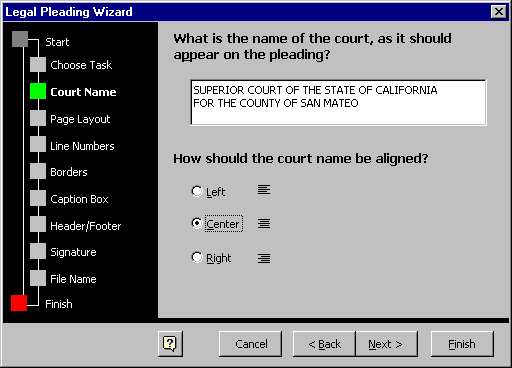 Legal Pleading Wizard
Start
Choose Task
Court Name
Page Layout
Line Numbers
Borders
Caption Box
Header/Footer
Signature
File Name
Finish
What is the name of the court, as it should
appear on the pleading?
SUPERIOR COURT OF THE STATE OF CALIFORNIA
FOR THE COUNTY OF SAN MATEO
How should the court name be aligned?
Left
Center
Right
?
Cancel
< Back
Next >
Finish